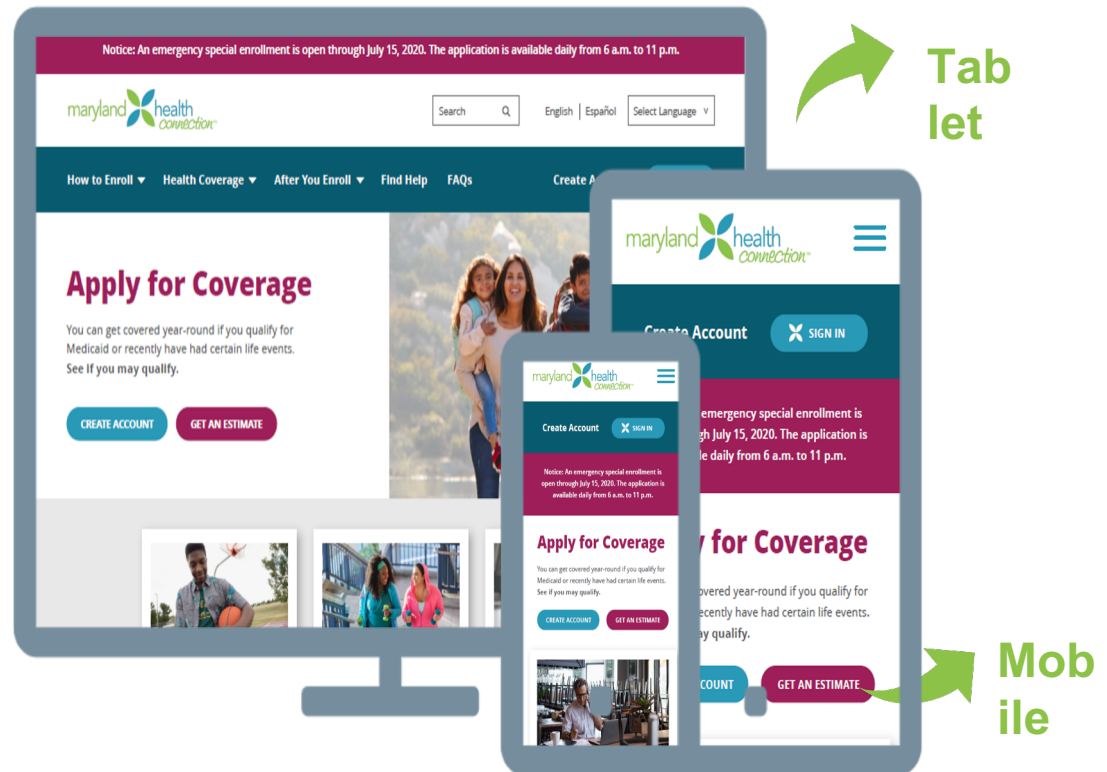 Notice: An emergency special enrollment is open through July 15, 2020. The application is available daily from 6 a.m. to 11 p.m.
maryland health
connection
Search
English | Español
Select Language
How to Enroll
Health Coverage
After You Enroll
Find Help
FAQs
Create A
Apply for Coverage
You can get covered year-round if you qualify for
Medicaid or recently have had certain life events.
See if you may qualify.
CREATE ACCOUNT
GET AN ESTIMATE
Tab
let
maryland health
connection
Create Account
SIGN IN
emergency special enrollment is
gh July 15, 2020. The application is
le daily from 6 a.m. to 11 p.m.
y for Coverage
overed year-round if you qualify for
ecently have had certain life events.
ay qualify.
COUNT
GET AN ESTIMATE
maryland health
connection
Create Account
SIGN IN
Notice: An emergency special enrollment is
open through July 15, 2020. The application is
available daily from 6 a.m. to 11 p.m.
Apply for Coverage
You can get covered year-round if you qualify for
Medicaid or recently have had certain life events.
See if you may qualify.
CREATE ACCOUNT
GET AN ESTIMATE
Mob
ile